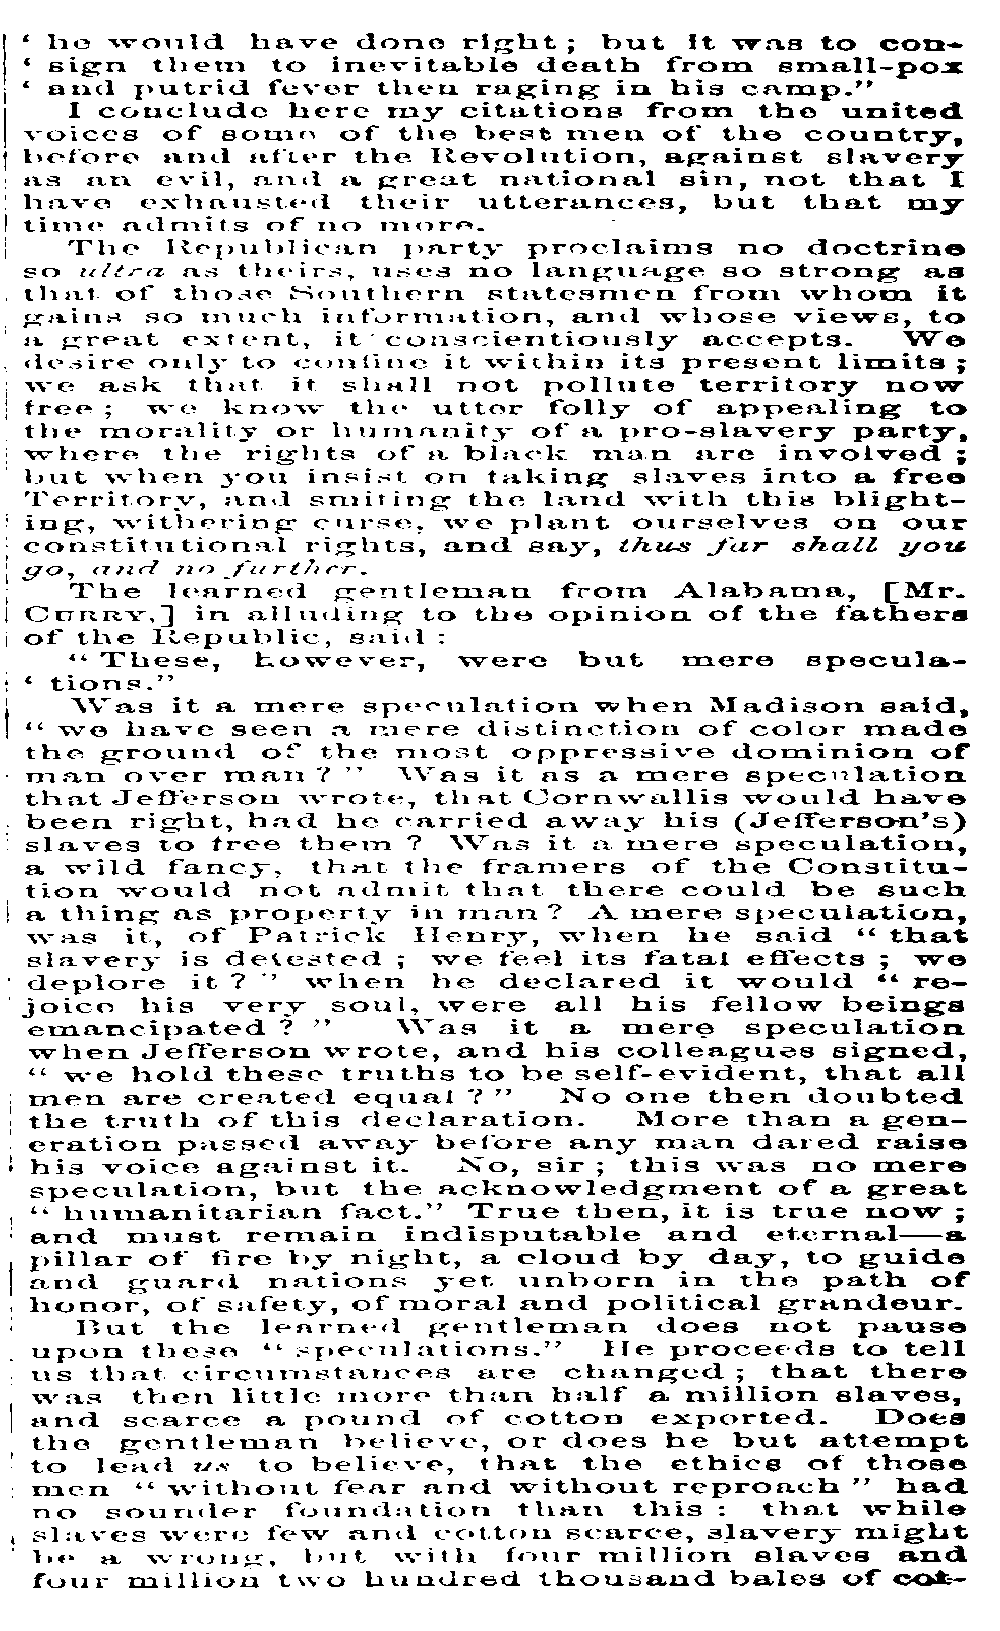 ‘ he would have done right; but it was to con-
‘ sign them to inevitable death from small-pox
‘ and putrid fever then raging in his camp.”
I conclude here my citations from the united
voices of some of the best men of the country,
before and after the Revolution, against slavery
as an evil, and a great national sin, not that I
have exhausted their utterances, but that my
time admits of no more.
The Republican party proclaims no doctrine
so ultra as theirs, uses no language so strong as
that of those Southern statesmen from whom it
gains so much information, and whose views, to
a great extent, it conscientiously accepts. We
desire only to confine it within its present limits;
we ask that it shall not pollute territory now
free; we know the utter folly of appealing to
the morality or humanity of a pro-slavery party,
where the rights of a black man are involved;
but when you insist on taking slaves into a free
Territory, and smiting the land with this blight-
ing, withering curse, we plant ourselves on our
constitutional rights, and say, thus far shall you
go, and no further.
The learned gentleman from Alabama, [Mr.
CURRY,] in alluding to the opinion of the fathers
of the Republic, said:
“These, however, were but mere specula-
‘ tions.”
Was it a mere speculation when Madison said,
“we have seen a mere distinction of color made
the ground of the most oppressive dominion of
man over man?” Was it as a mere speculation
that Jefferson wrote, that Cornwallis would have
been right, had he carried away his (Jefferson's)
slaves to free them? Was it a mere speculation,
a wild fancy, that the framers of the Constitu-
tion would not admit that there could be such
a thing as property in man? A mere speculation,
was it, of Patrick Henry, when he said “that
slavery is detested; we feel its fatal effects; we
deplore it?” when he declared it would “re-
joice his very soul, were all his fellow beings
emancipated?” Was it a mere speculation
when Jefferson wrote, and his colleagues signed,
“we hold these truths to be self-evident, that all
men are created equal?” No one then doubted
the truth of this declaration. More than a gen-
eration passed away before any man dared raise
his voice against it. No, sir; this was no mere
speculation, but the acknowledgment of a great
“humanitarian fact.” True then, it is true now;
and must remain indisputable and eternal—a
pillar of fire by night, a cloud by day, to guide
and guard nations yet unborn in the path of
honor, of safety, of moral and political grandeur.
But the learned gentleman does not pause
upon these “speculations.” He proceeds to tell
us that circumstances are changed; that there
was then little more than half a million slaves,
and scarce a pound of cotton exported. Does
the gentleman believe, or does he but attempt
to lead us to believe, that the ethics of those
men “without fear and without reproach” had
no sounder foundation than this: that while
slaves were few and cotton scarce, slavery might
be a wrong, but with four million slaves and
four million two hundred thousand bales of cot-